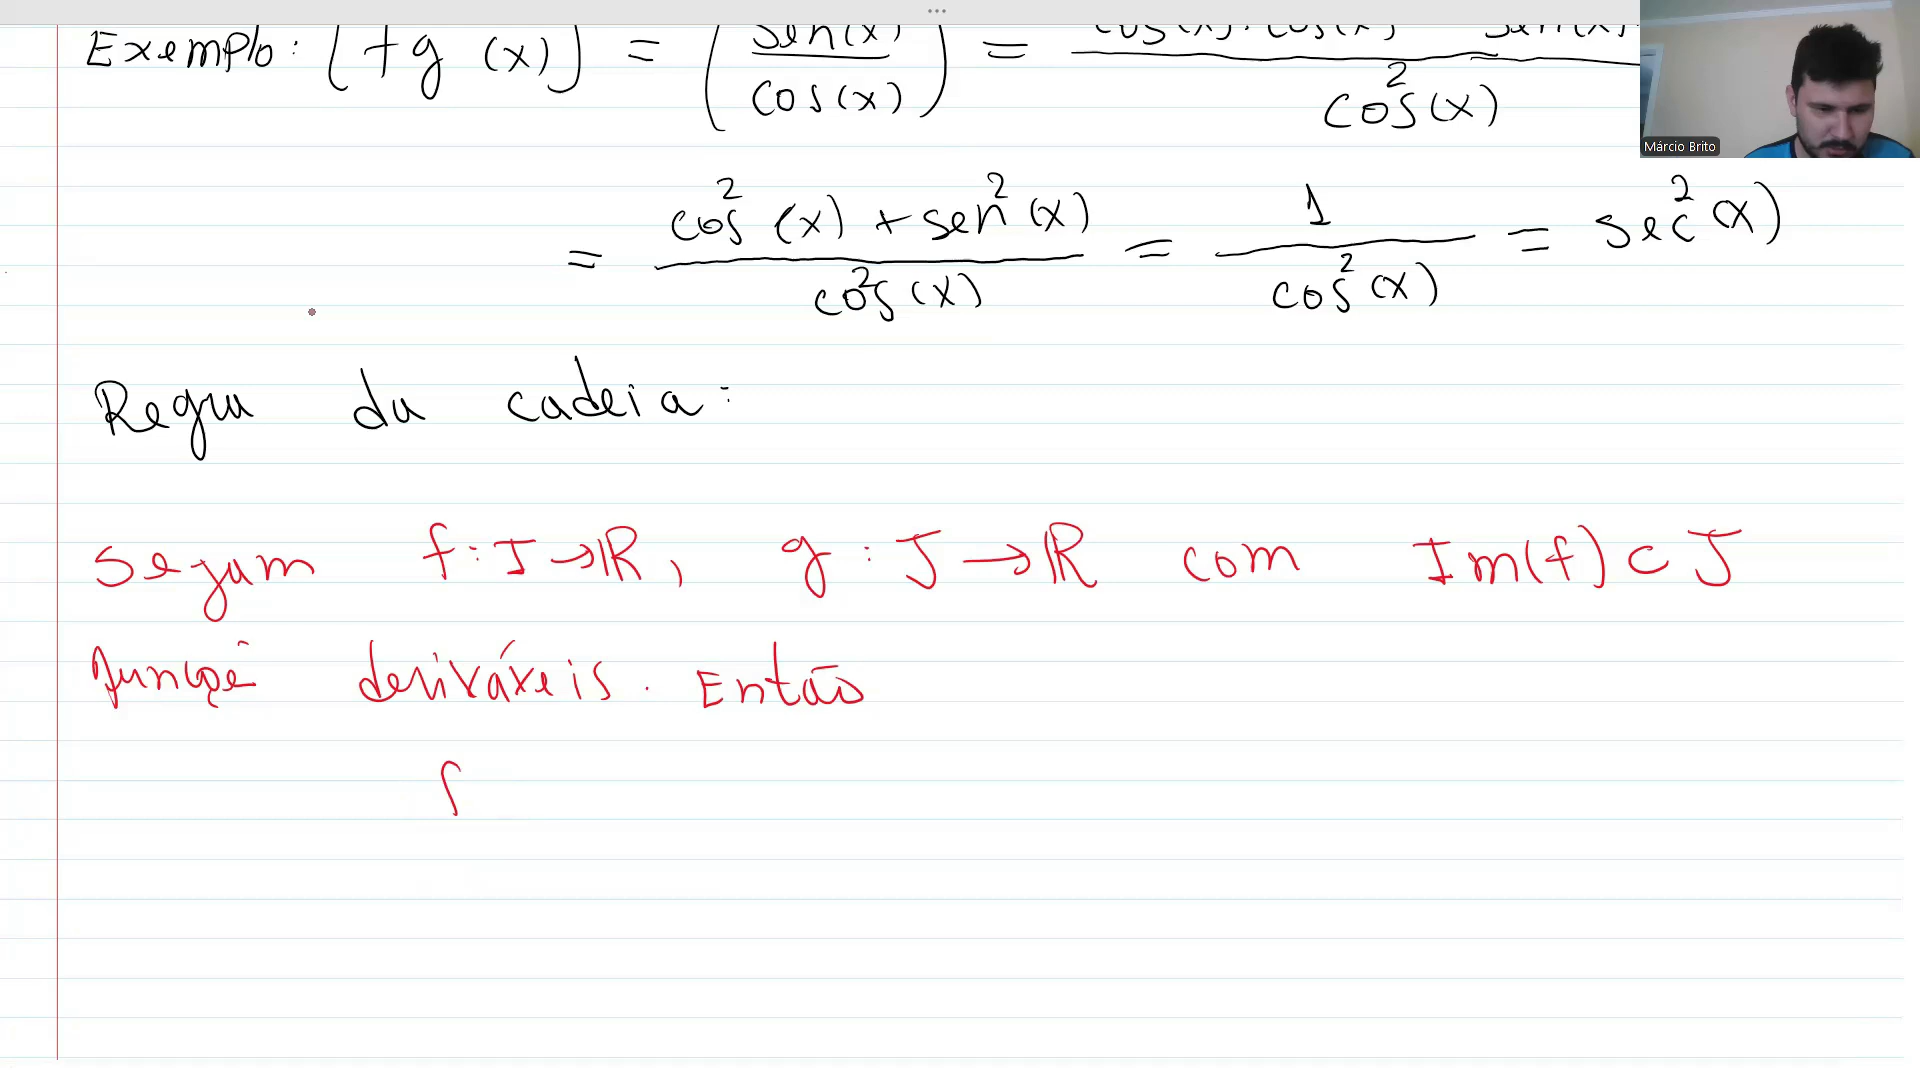 Exemplo: [tg (x)] = (sen(x)/cos(x)) = cos(x).cos(x) sen(x) / cos²(x)
Márcio Brito
= cos²(x) + sen²(x) / cos²(x) = 1 / cos²(x) = sec²(x)
Regra da cadeia:
Sejam f: I → ℝ, g: J → ℝ com Im(f) ⊂ J
funçõe deriváveis. Então